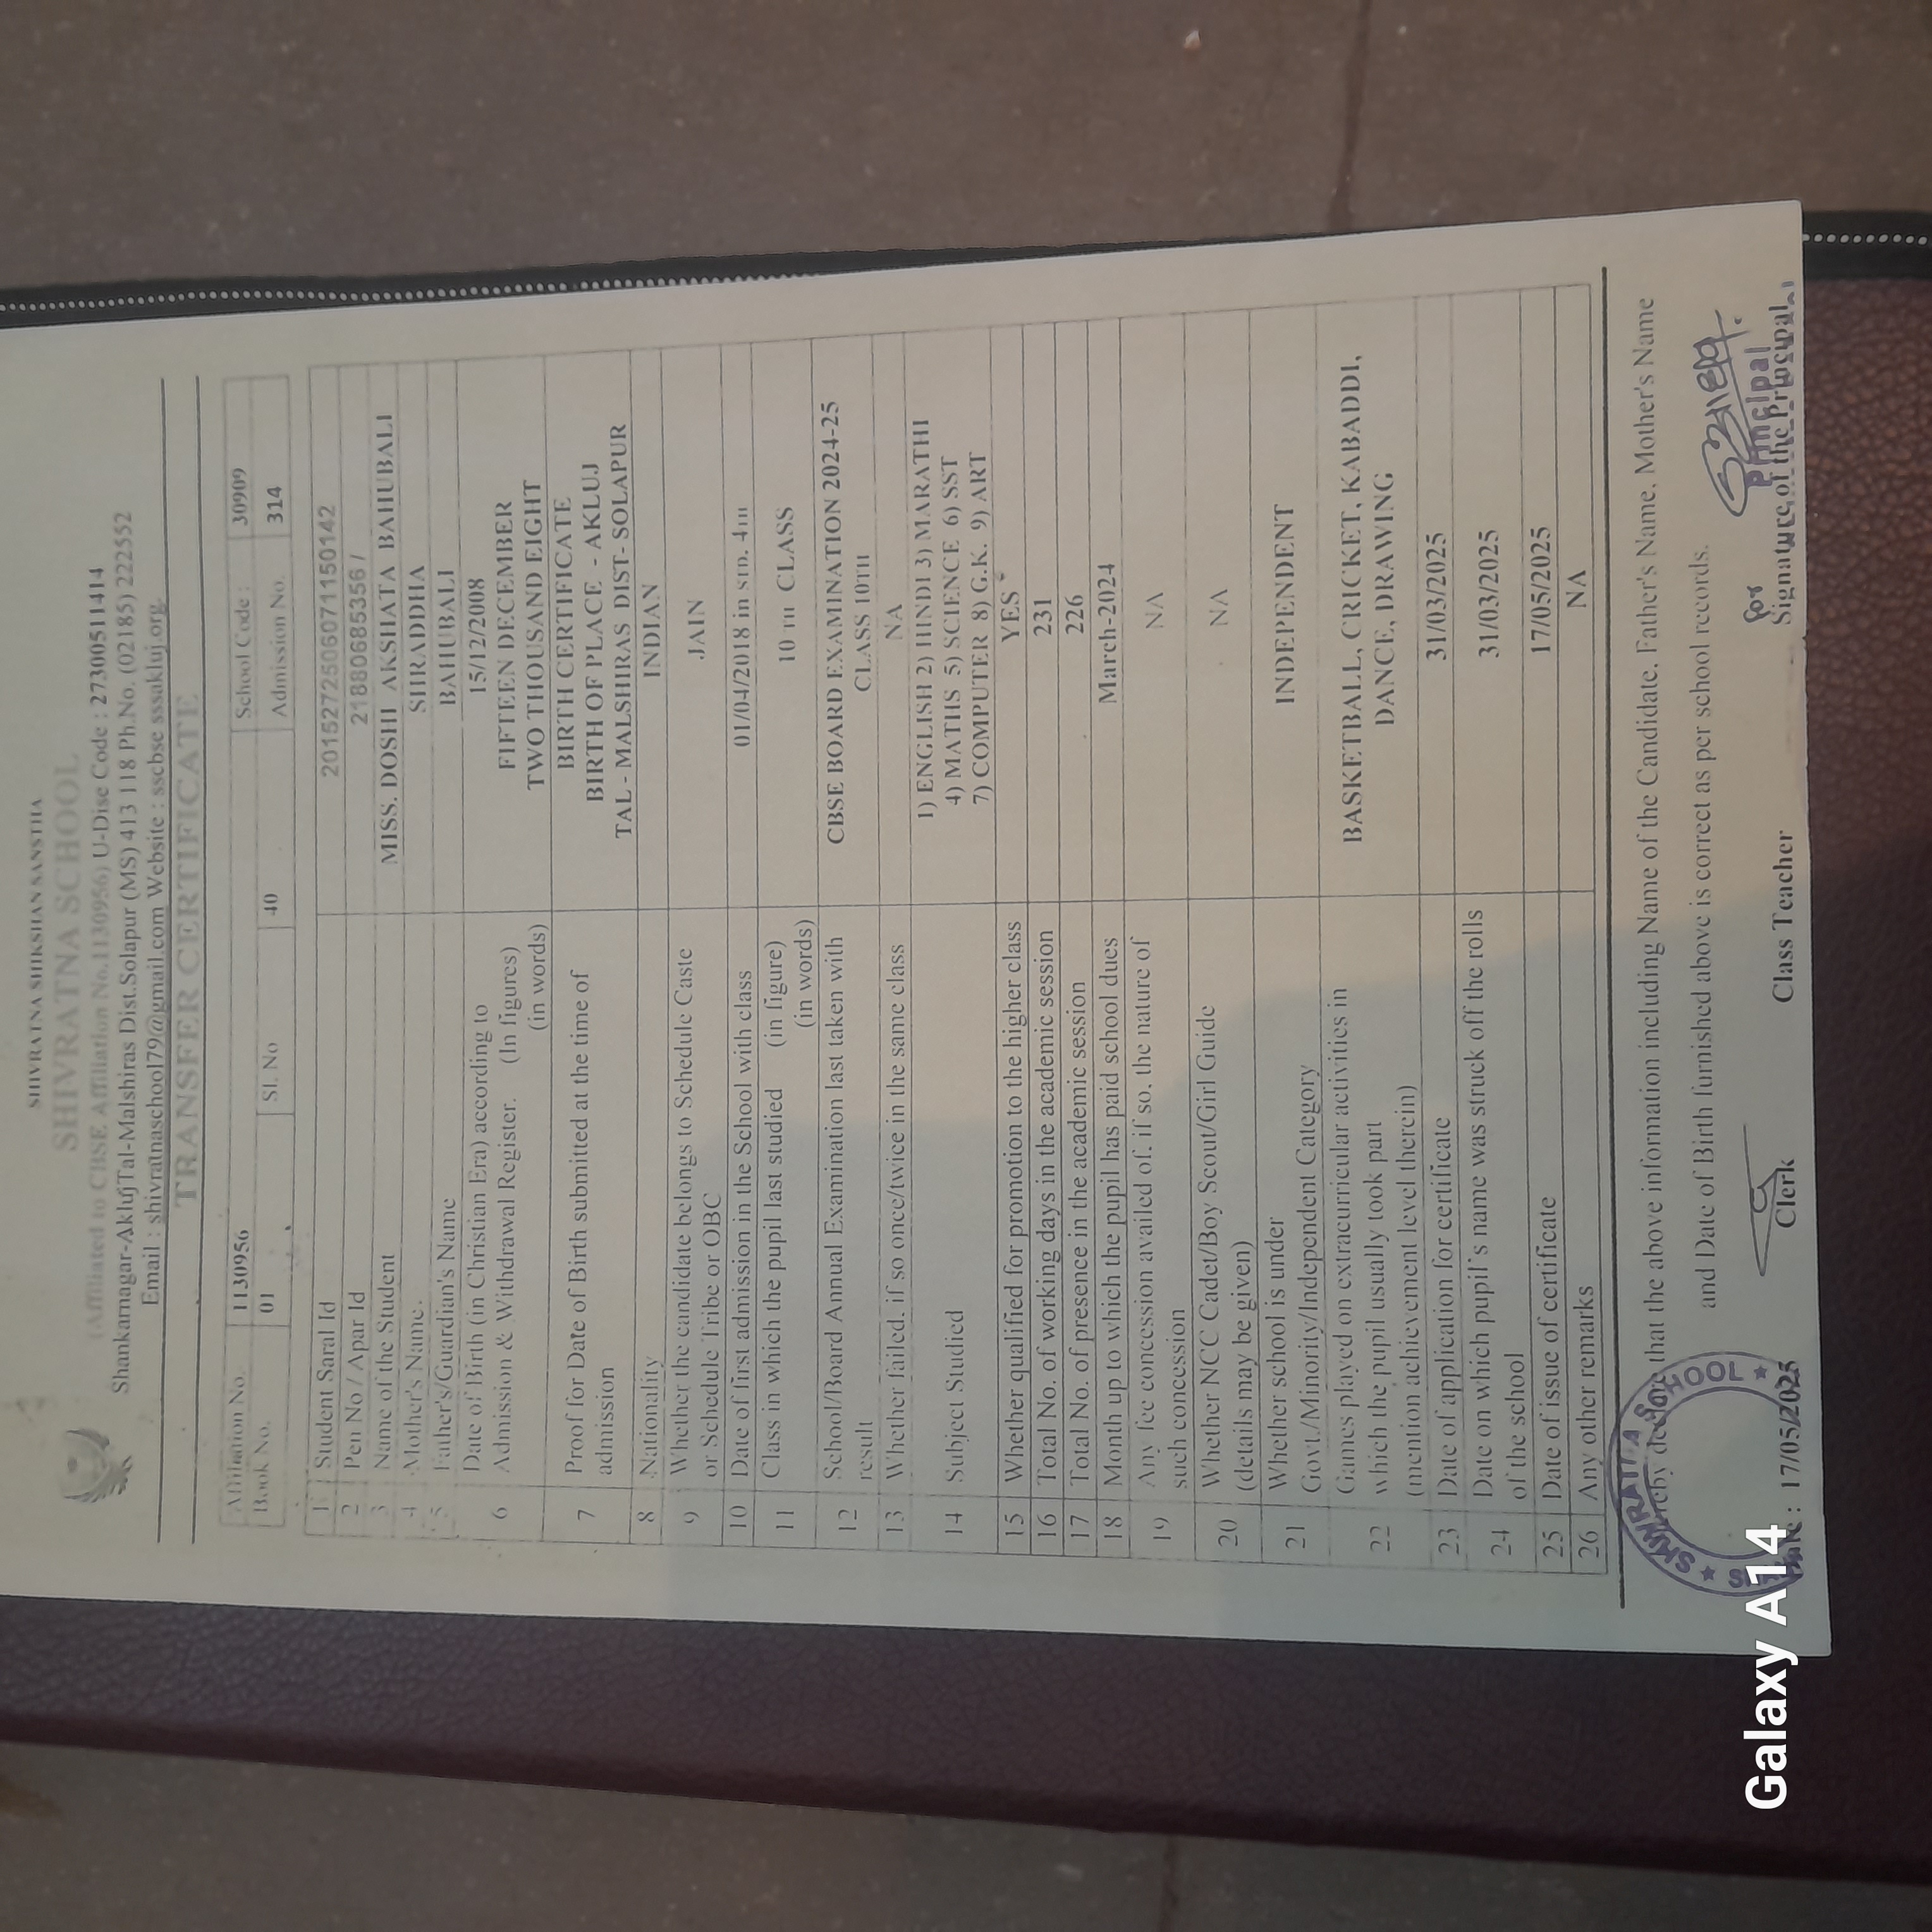 SHIVRATNA SHIKSHAN SANSTHA
SHIVRATNA SCHOOL
(Affiliated to CBSE Affiliation No.1130956) U-Dise Code : 27300511414
Shankarnagar-Akluj Tal-Malshiras Dist.Solapur (MS) 413 118 Ph.No. (02185) 222552
Email : shivratnaschool79@gmail.com Website : sscbse sssakluj.org
TRANSFER CERTIFICATE
Affiliation No. 1130956 School Code : 30909
Book No. 01 Sl. No 40 Admission No. 314
1 Student Saral Id 2015272506071150142
2 Pen No / Apar Id 21880685356 /
3 Name of the Student MISS. DOSHI AKSHATA BAHUBALI
4 Mother's Name. SHRADDHA
5 Father's/Guardian's Name BAHUBALI
6 Date of Birth (in Christian Era) according to 15/12/2008
Admission & Withdrawal Register. (In figures) FIFTEEN DECEMBER
(in words) TWO THOUSAND EIGHT
7 Proof for Date of Birth submitted at the time of BIRTH CERTIFICATE
admission BIRTH OF PLACE - AKLUJ
TAL - MALSHIRAS DIST- SOLAPUR
8 Nationality INDIAN
9 Whether the candidate belongs to Schedule Caste JAIN
or Schedule Tribe or OBC
10 Date of first admission in the School with class 01/04/2018 in STD. 4TH
11 Class in which the pupil last studied (in figure) 10 TH CLASS
(in words)
12 School/Board Annual Examination last taken with CBSE BOARD EXAMINATION 2024-25
result CLASS 10TH
13 Whether failed, if so once/twice in the same class NA
14 Subject Studied 1) ENGLISH 2) HINDI 3) MARATHI
4) MATHS 5) SCIENCE 6) SST
7) COMPUTER 8) G.K. 9) ART
15 Whether qualified for promotion to the higher class YES
16 Total No. of working days in the academic session 231
17 Total No. of presence in the academic session 226
18 Month up to which the pupil has paid school dues March-2024
19 Any fee concession availed of, if so, the nature of NA
such concession
20 Whether NCC Cadet/Boy Scout/Girl Guide NA
(details may be given)
21 Whether school is under INDEPENDENT
Govt./Minority/Independent Category
22 Games played on extracurricular activities in BASKETBALL, CRICKET, KABADDI,
which the pupil usually took part DANCE, DRAWING
(mention achievement level therein)
23 Date of application for certificate 31/03/2025
24 Date on which pupil's name was struck off the rolls 31/03/2025
of the school
25 Date of issue of certificate 17/05/2025
26 Any other remarks NA
that the above information including Name of the Candidate, Father's Name, Mother's Name
and Date of Birth furnished above is correct as per school records.
SHIVRATNA SCHOOL
for Principal
Date : 17/05/2025 Clerk Class Teacher Signature of the Principal
Galaxy A14